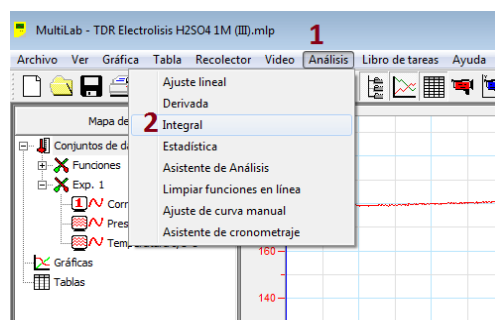 MultiLab - TDR Electrolisis H2SO4 1M (III).mlp
1
Archivo Ver Gráfica Tabla Recolector Video Análisis Libro de tareas Ayuda
Ajuste lineal
Derivada
2 Integral
Estadística
Asistente de Análisis
Limpiar funciones en línea
Ajuste de curva manual
Asistente de cronometraje
Mapa de
Conjuntos de da
Funciones
Exp. 1
1 Corr
Pres
Gráficas
Tablas
160
140